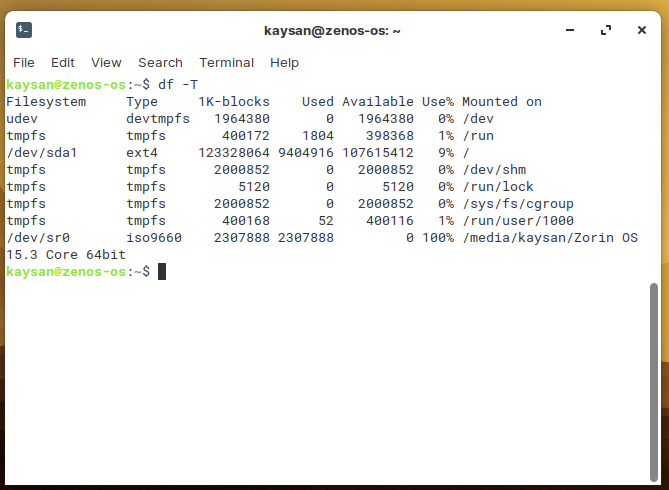 kaysan@zenos-os: ~
File Edit View Search Terminal Help
kaysan@zenos-os:~$ df -T
Filesystem     Type     1K-blocks    Used Available Use% Mounted on
udev           devtmpfs   1964380       0   1964380   0% /dev
tmpfs          tmpfs       400172    1804    398368   1% /run
/dev/sda1      ext4     123328064 9404916 107615412   9% /
tmpfs          tmpfs      2000852       0   2000852   0% /dev/shm
tmpfs          tmpfs         5120       0      5120   0% /run/lock
tmpfs          tmpfs      2000852       0   2000852   0% /sys/fs/cgroup
tmpfs          tmpfs       400168      52    400116   1% /run/user/1000
/dev/sr0       iso9660    2307888 2307888         0 100% /media/kaysan/Zorin OS
15.3 Core 64bit
kaysan@zenos-os:~$